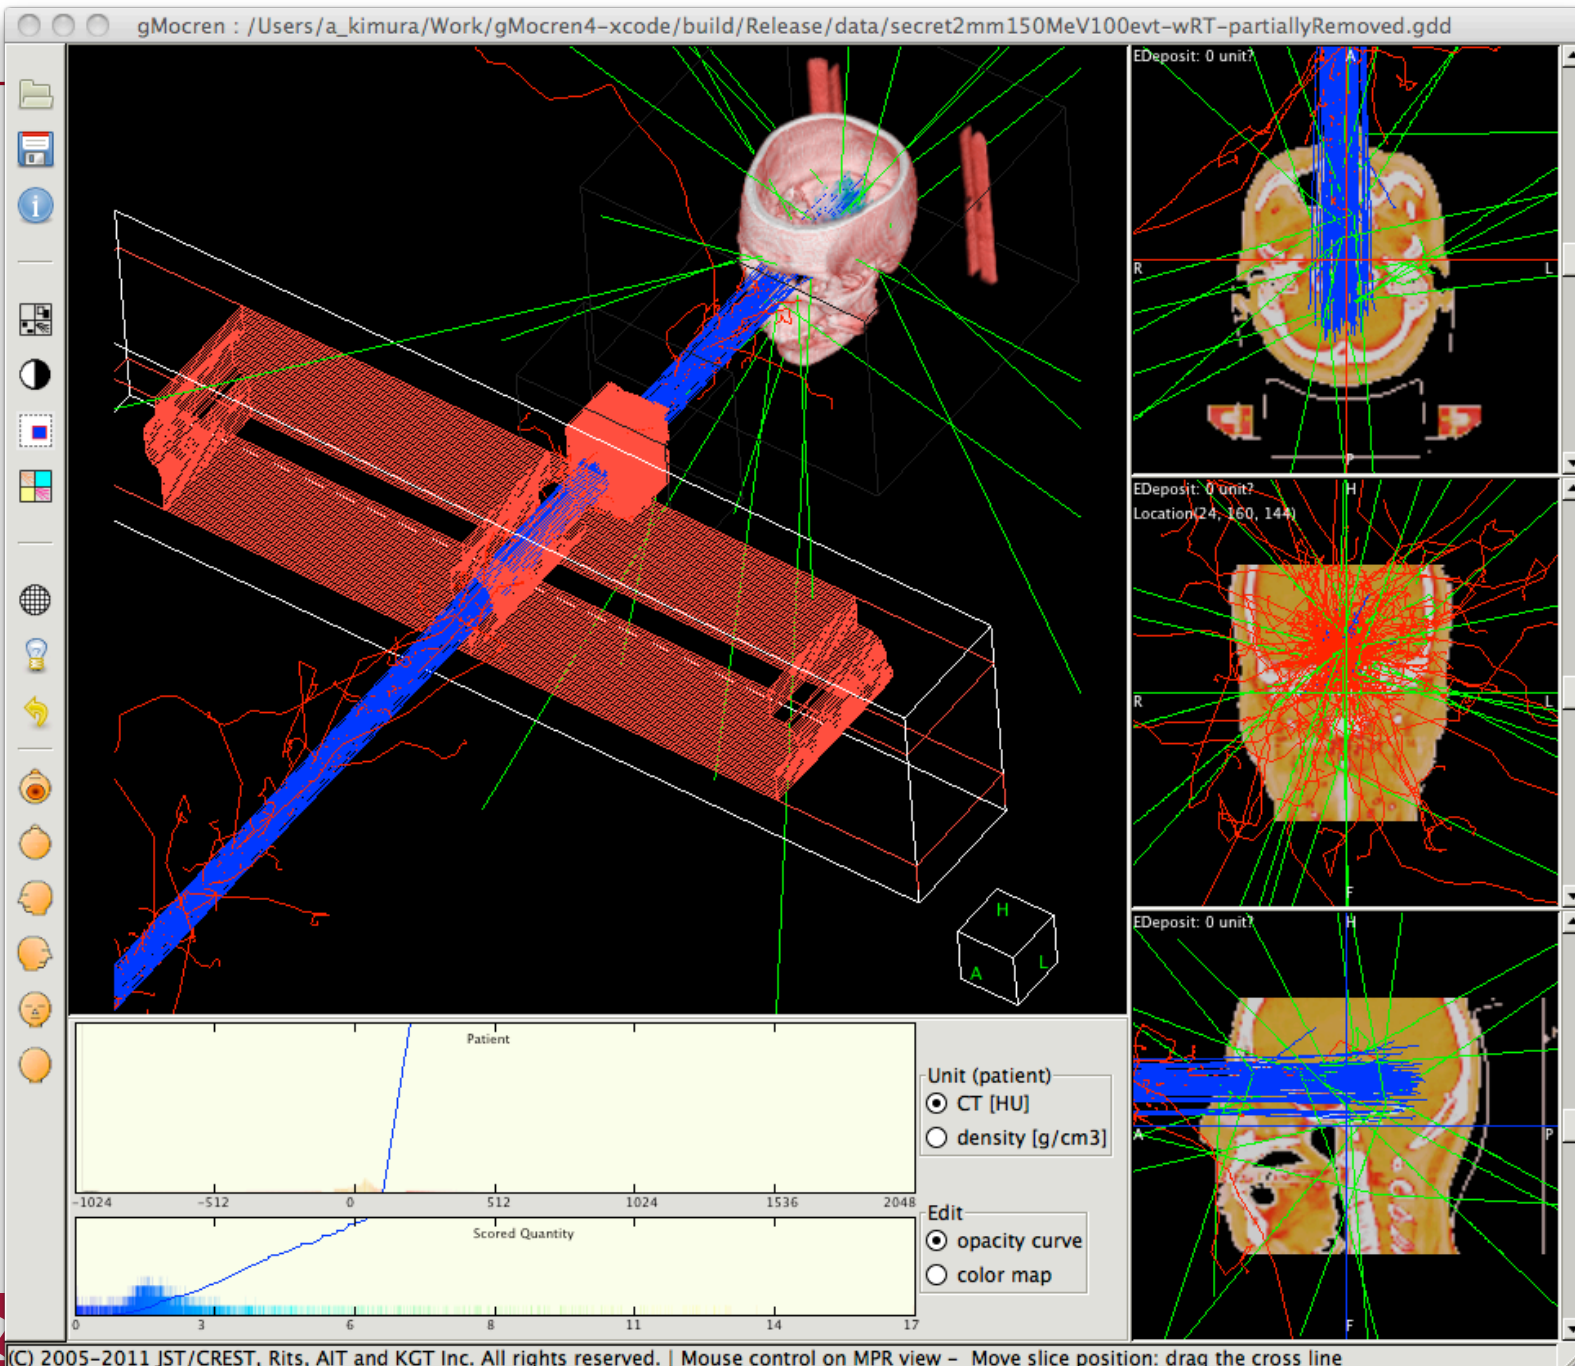 gMocren : /Users/a_kimura/Work/gMocren4-xcode/build/Release/data/secret2mm150MeV100evt-wRT-partiallyRemoved.gdd
EDeposit: 0 unit?
A
R
L
P
EDeposit: 0 unit?
Location(24, 160, 144)
H
R
L
F
EDeposit: 0 unit?
H
A
P
F
H
A
L
Patient
-1024 -512 0 512 1024 1536 2048
Scored Quantity
0 3 6 8 11 14 17
Unit (patient)
CT [HU]
density [g/cm3]
Edit
opacity curve
color map
(C) 2005-2011 JST/CREST, Rits, AIT and KGT Inc. All rights reserved. | Mouse control on MPR view - Move slice position: drag the cross line